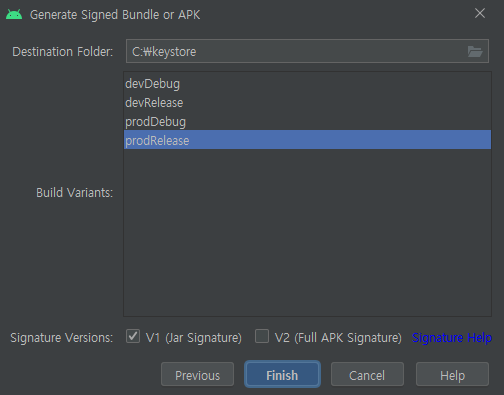 Generate Signed Bundle or APK
Destination Folder: C:₩keystore
devDebug
devRelease
prodDebug
prodRelease
Build Variants:
Signature Versions: V1 (Jar Signature) V2 (Full APK Signature) Signature Help
Previous Finish Cancel Help